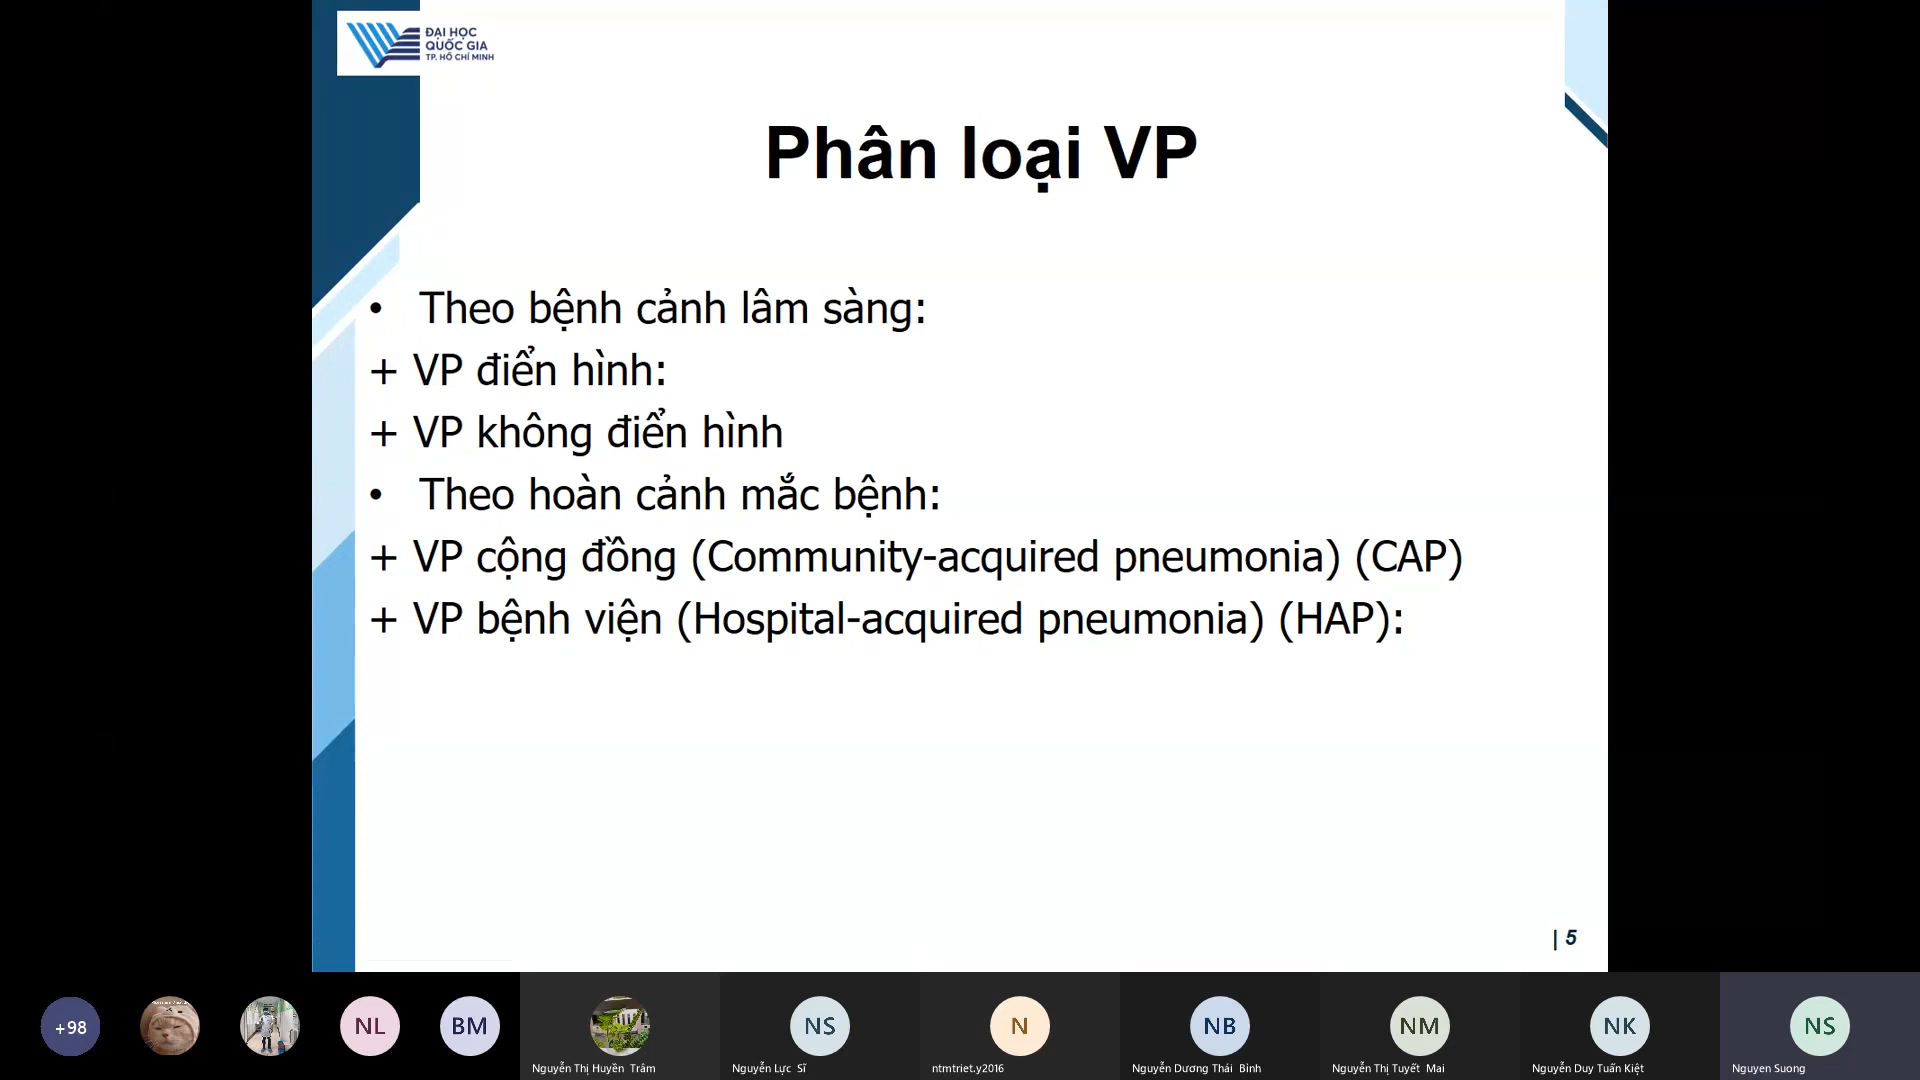 ĐẠI HỌC
QUỐC GIA
TP. HỒ CHÍ MINH
Phân loại VP
• Theo bệnh cảnh lâm sàng:
+ VP điển hình:
+ VP không điển hình
• Theo hoàn cảnh mắc bệnh:
+ VP cộng đồng (Community-acquired pneumonia) (CAP)
+ VP bệnh viện (Hospital-acquired pneumonia) (HAP):
| 5
+98
NL
BM
NS
N
NB
NM
NK
NS
Nguyễn Thị Huyền Trâm
Nguyễn Lực Sĩ
ntmtriet.y2016
Nguyễn Dương Thái Bình
Nguyễn Thị Tuyết Mai
Nguyễn Duy Tuấn Kiệt
Nguyen Suong